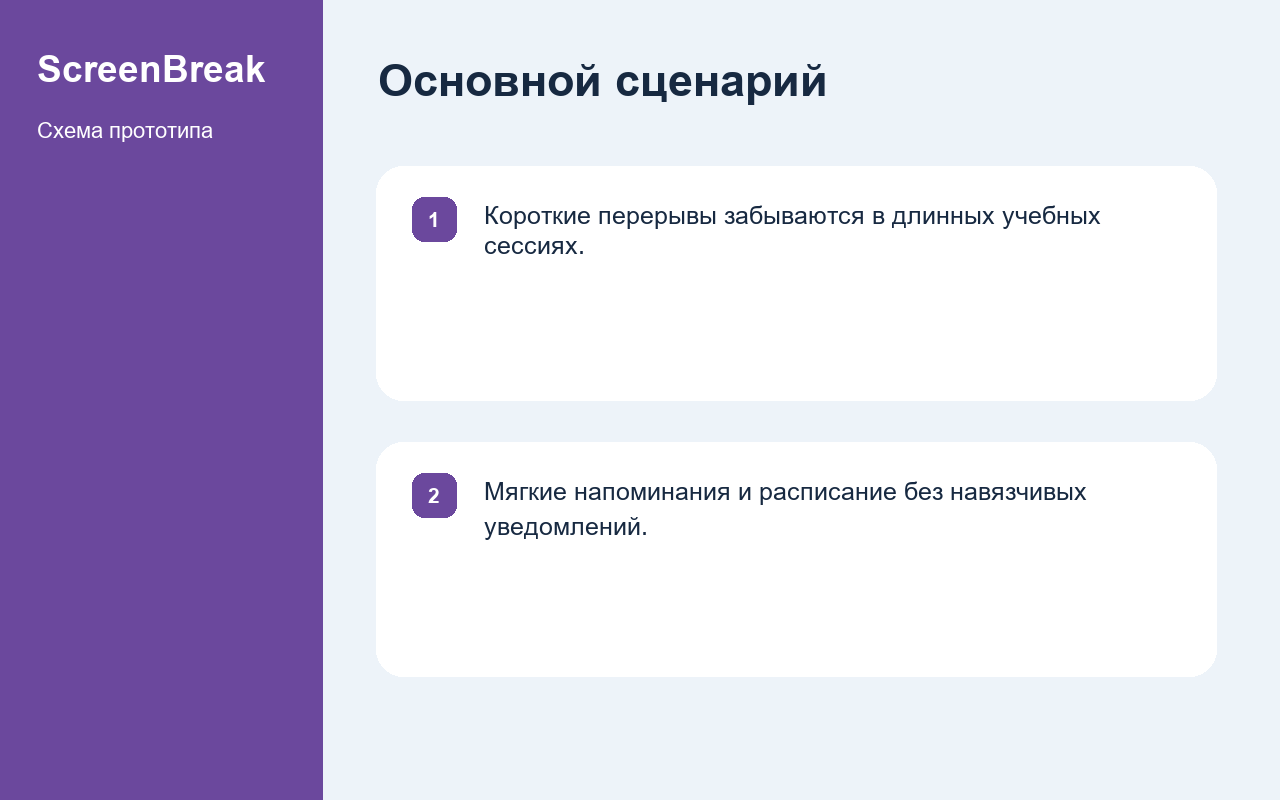 ScreenBreak
Схема прототипа
Основной сценарий
1
Короткие перерывы забываются в длинных учебных
сессиях.
2
Мягкие напоминания и расписание без навязчивых
уведомлений.